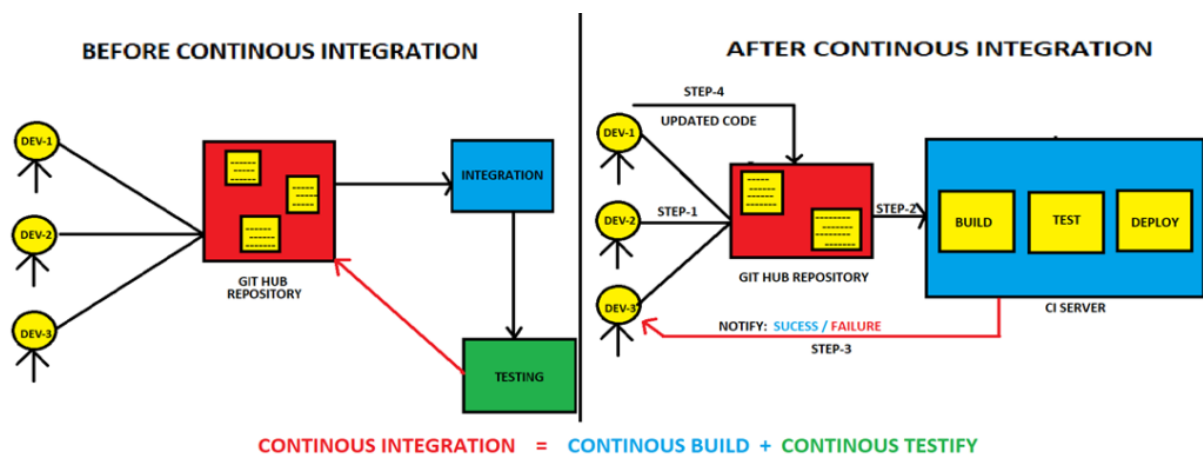 BEFORE CONTINOUS INTEGRATION
DEV-1
DEV-2
DEV-3
GIT HUB
REPOSITORY
INTEGRATION
TESTING
AFTER CONTINOUS INTEGRATION
STEP-4
UPDATED CODE
DEV-1
DEV-2
DEV-3
STEP-1
GIT HUB REPOSITORY
STEP-2
BUILD
TEST
DEPLOY
CI SERVER
NOTIFY: SUCESS / FAILURE
STEP-3
CONTINOUS INTEGRATION = CONTINOUS BUILD + CONTINOUS TESTIFY